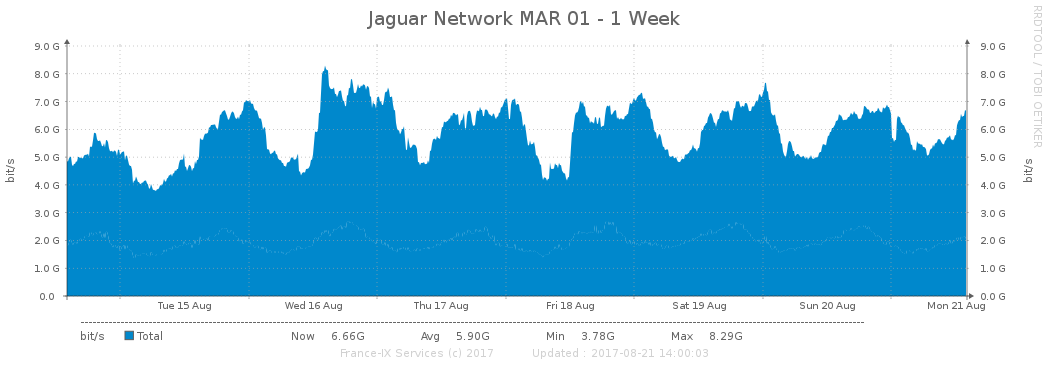 Jaguar Network MAR 01 - 1 Week
RRDTOOL / TOBI OETIKER
bit/s
9.0 G 9.0 G
8.0 G 8.0 G
7.0 G 7.0 G
6.0 G 6.0 G
5.0 G 5.0 G
4.0 G 4.0 G
3.0 G 3.0 G
2.0 G 2.0 G
1.0 G 1.0 G
0.0 0.0 G
bit/s
Tue 15 Aug Wed 16 Aug Thu 17 Aug Fri 18 Aug Sat 19 Aug Sun 20 Aug Mon 21 Aug
bit/s Total Now 6.66G Avg 5.90G Min 3.78G Max 8.29G
France-IX Services (c) 2017 Updated : 2017-08-21 14:00:03